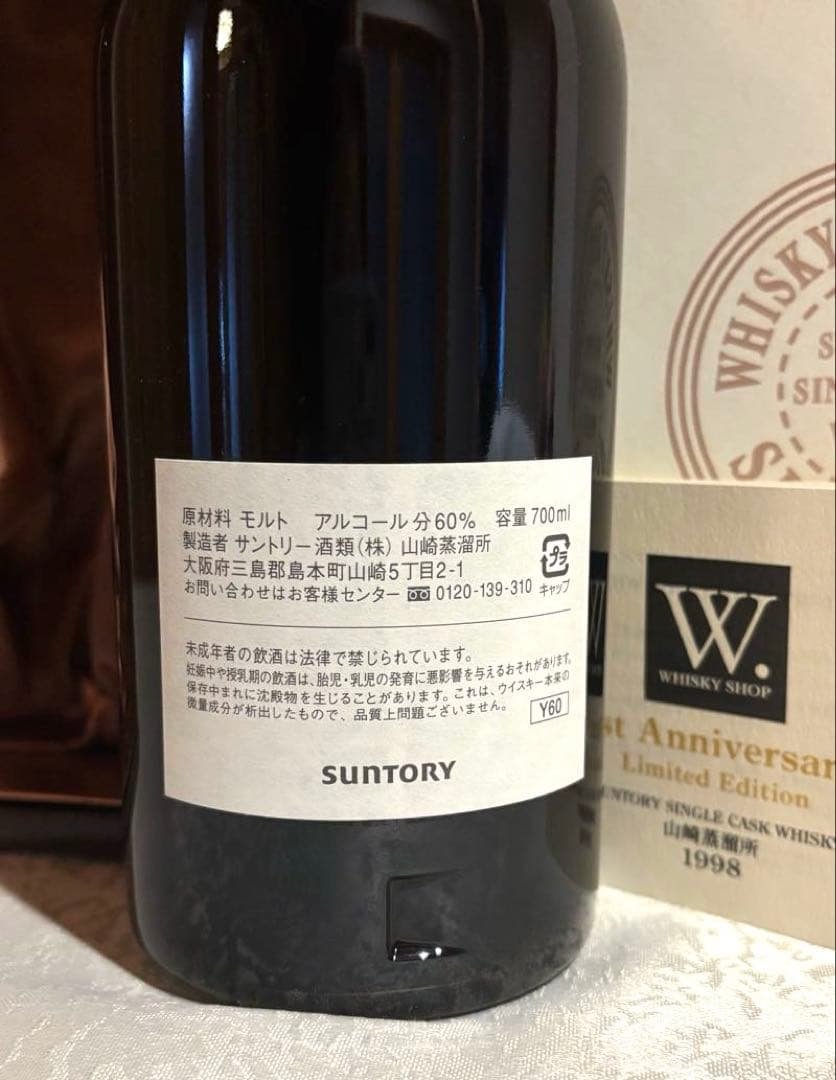 原材料 モルト アルコール分60% 容量700ml
製造者 サントリー酒類(株) 山崎蒸溜所
大阪府三島郡島本町山崎5丁目2-1
お問い合わせはお客様センター 0120-139-310
プラ
キャップ
未成年者の飲酒は法律で禁じられています。
妊娠中や授乳期の飲酒は、胎児・乳児の発育に悪影響を与えるおそれがあります。
保存中まれに沈殿物を生じることがあります。これは、ウイスキー本来の
微量成分が析出したもので、品質上問題ございません。
Y60
SUNTORY
WHISKY
W.
WHISKY SHOP
Limited Edition
SINGLE CASK
山崎蒸溜所
1998